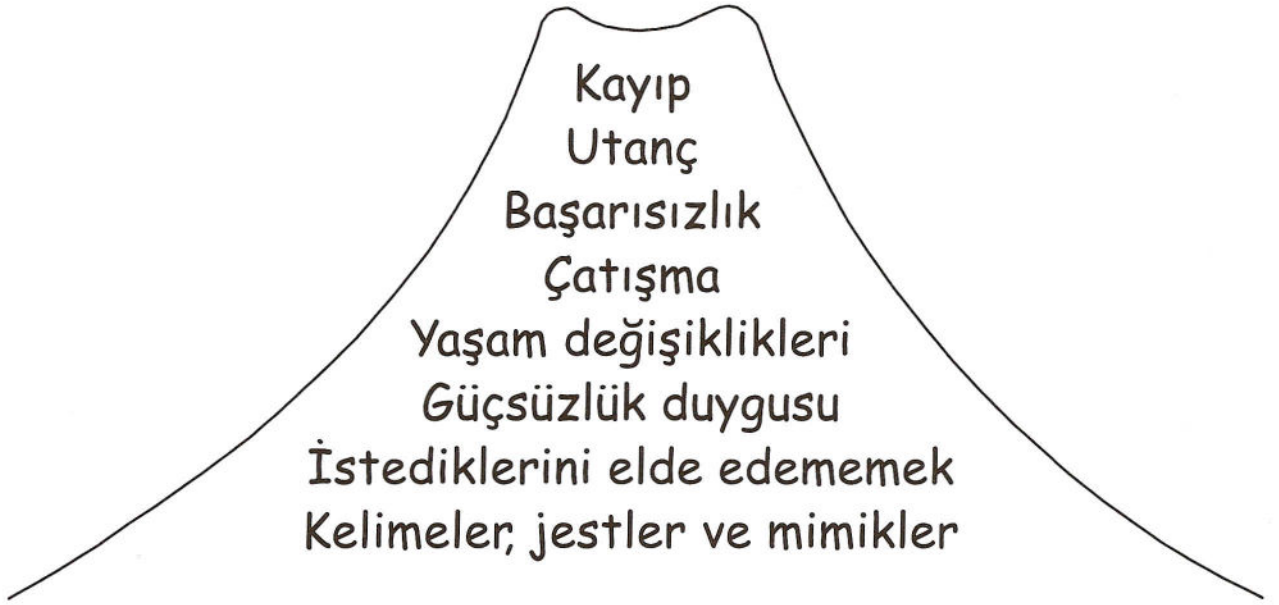 Kayıp
Utanç
Başarısızlık
Çatışma
Yaşam değişiklikleri
Güçsüzlük duygusu
İstediklerini elde edememek
Kelimeler, jestler ve mimikler